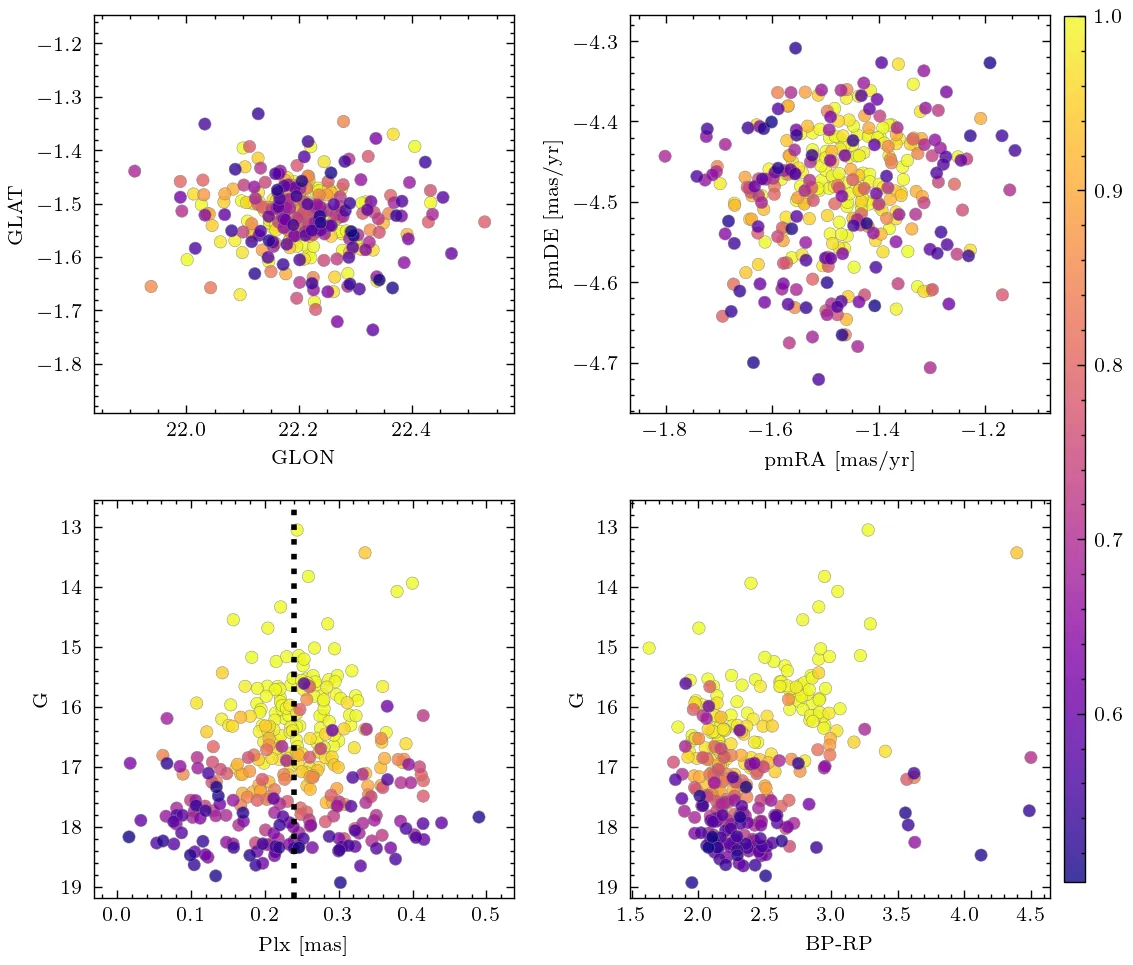 −1.2
−1.3
−1.4
−1.5
−1.6
−1.7
−1.8
GLAT
22.0 22.2 22.4
GLON
−4.3
−4.4
−4.5
−4.6
−4.7
pmDE [mas/yr]
−1.8 −1.6 −1.4 −1.2
pmRA [mas/yr]
13
14
15
16
17
18
19
G
0.0 0.1 0.2 0.3 0.4 0.5
Plx [mas]
13
14
15
16
17
18
19
G
1.5 2.0 2.5 3.0 3.5 4.0 4.5
BP-RP
1.0
0.9
0.8
0.7
0.6